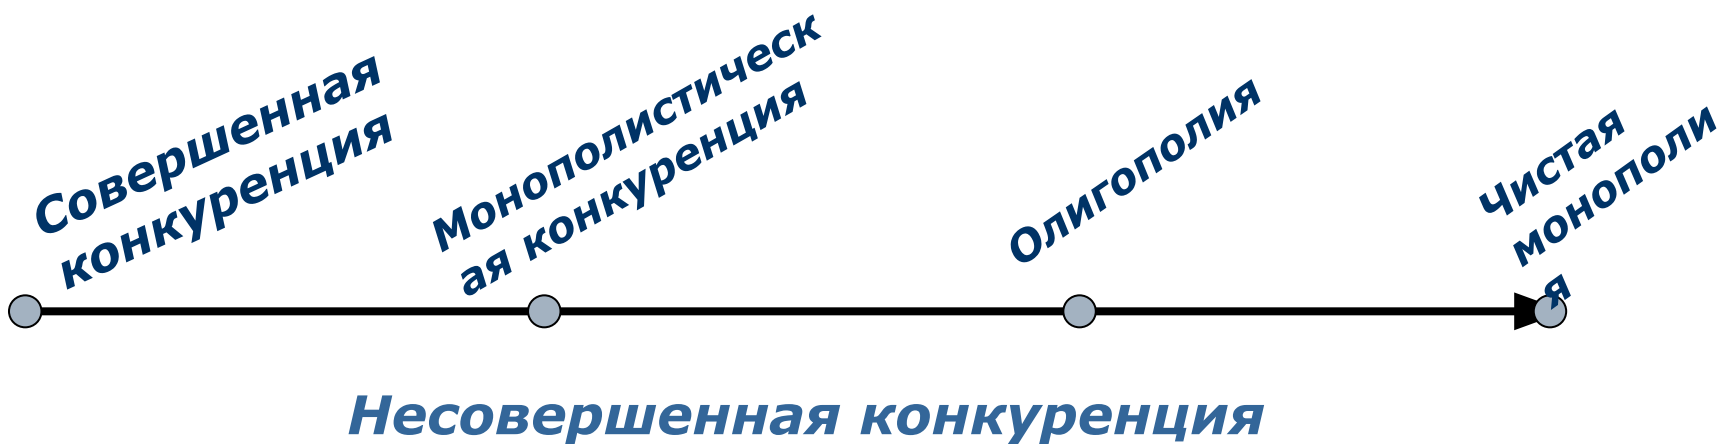 Совершенная
конкуренция
Монополистическ
ая конкуренция
Олигополия
Чистая
монополи
я
Несовершенная конкуренция